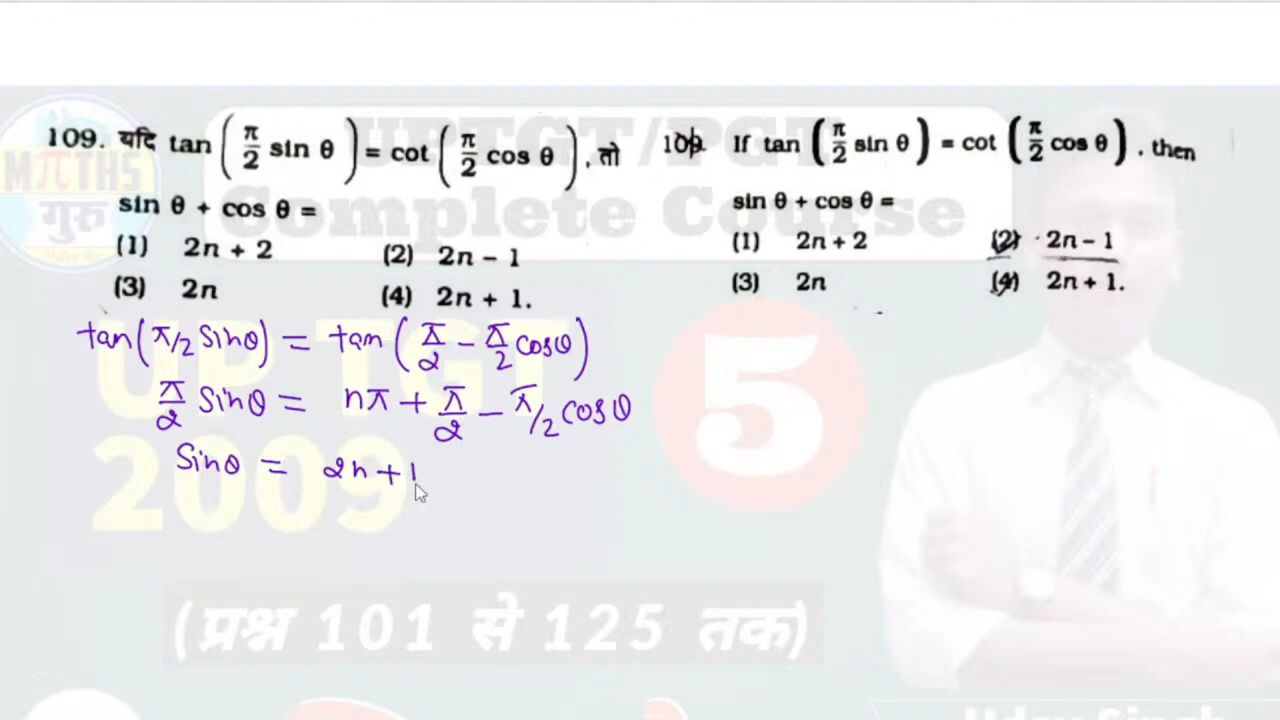 109. यदि tan(π/2 sin θ) = cot(π/2 cos θ), तो
sin θ + cos θ =
(1) 2n + 2 (2) 2n − 1
(3) 2n (4) 2n + 1.
109. If tan(π/2 sin θ) = cot(π/2 cos θ), then
sin θ + cos θ =
(1) 2n + 2 (2) 2n − 1
(3) 2n (4) 2n + 1.
tan(π/2 Sinθ) = tan(π/2 − π/2 cosθ)
π/2 Sinθ = nπ + π/2 − π/2 cosθ
Sinθ = 2n + 1
MπTHS
गुरु
UPTGT/PGT
Complete Course
UP TGT
2009
5
(प्रश्न 101 से 125 तक)